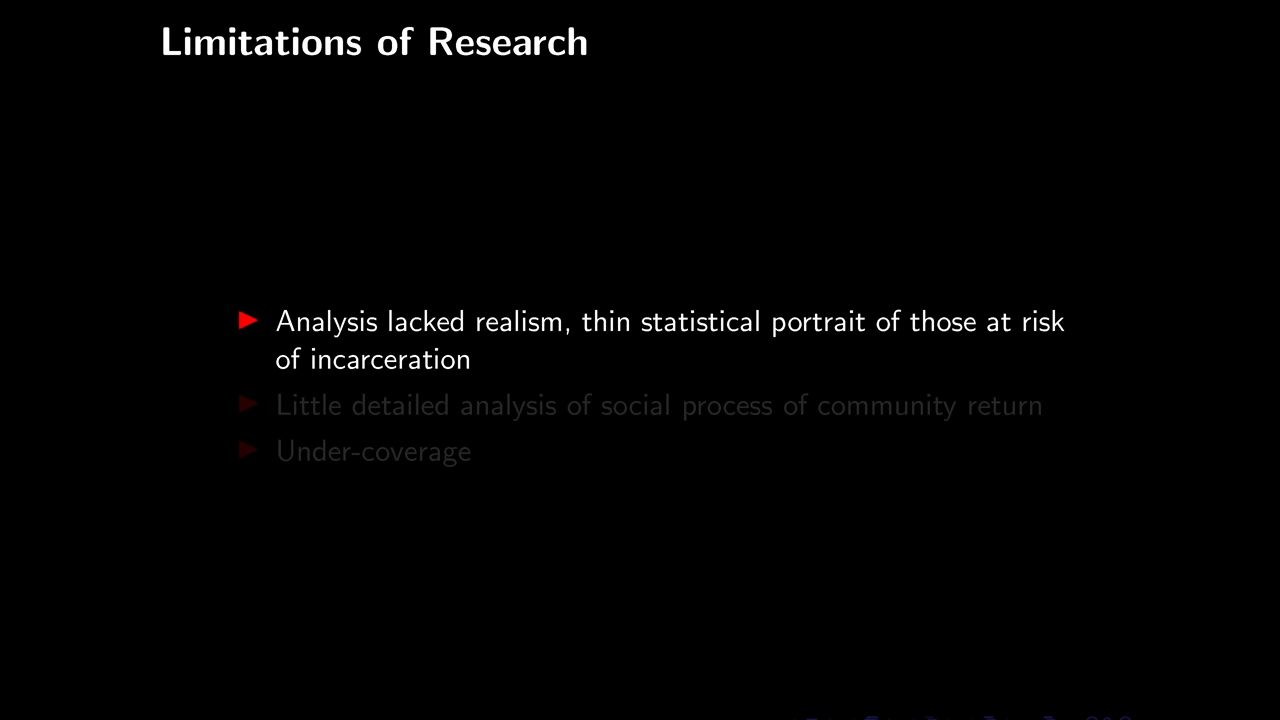 Limitations of Research
Analysis lacked realism, thin statistical portrait of those at risk
of incarceration
Little detailed analysis of social process of community return
Under-coverage